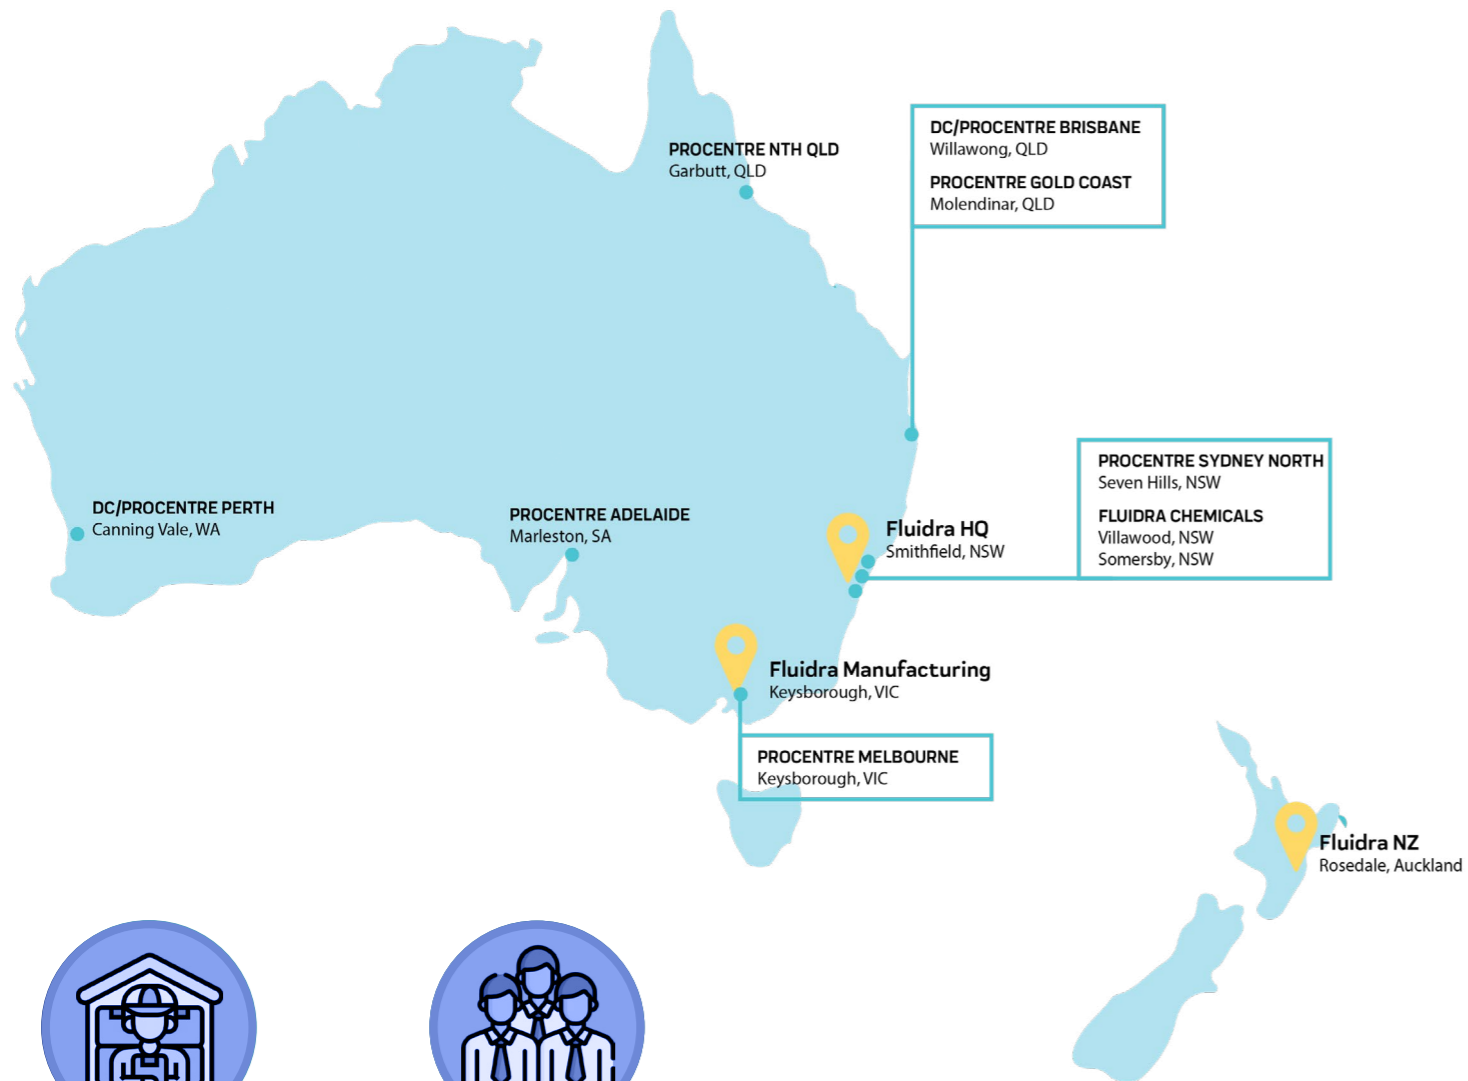 DC/PROCENTRE BRISBANE
Willawong, QLD
PROCENTRE GOLD COAST
Molendinar, QLD
PROCENTRE NTH QLD
Garbutt, QLD
PROCENTRE SYDNEY NORTH
Seven Hills, NSW
FLUIDRA CHEMICALS
Villawood, NSW
Somersby, NSW
DC/PROCENTRE PERTH
Canning Vale, WA
PROCENTRE ADELAIDE
Marleston, SA
Fluidra HQ
Smithfield, NSW
Fluidra Manufacturing
Keysborough, VIC
PROCENTRE MELBOURNE
Keysborough, VIC
Fluidra NZ
Rosedale, Auckland